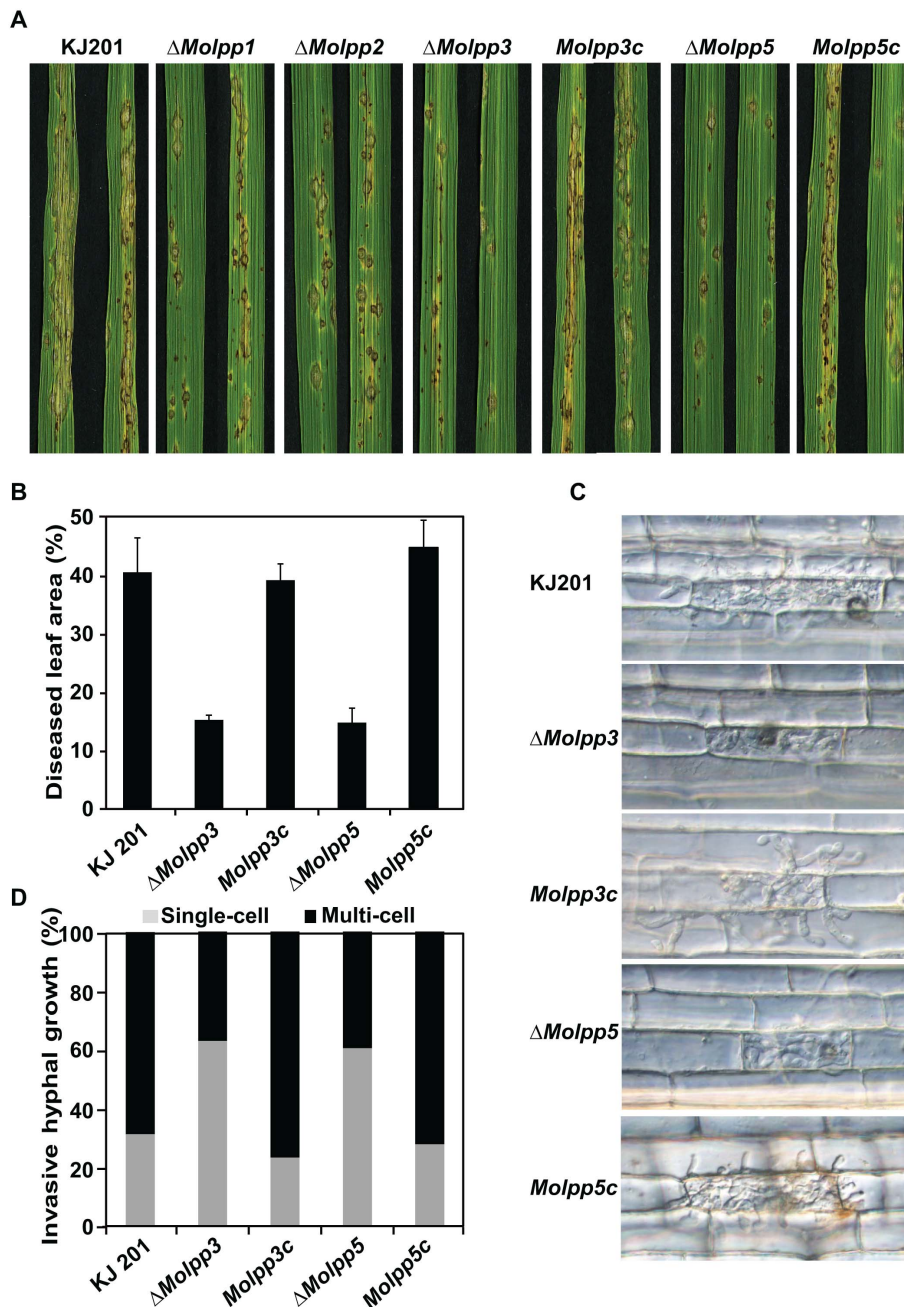 A
KJ201 ΔMolpp1 ΔMolpp2 ΔMolpp3 Molpp3c ΔMolpp5 Molpp5c
B
Diseased leaf area (%)
50
40
30
20
10
0
KJ 201 ΔMolpp3 Molpp3c ΔMolpp5 Molpp5c
C
KJ201
ΔMolpp3
Molpp3c
ΔMolpp5
Molpp5c
D
Single-cell Multi-cell
Invasive hyphal growth (%)
100
80
60
40
20
0
KJ 201 ΔMolpp3 Molpp3c ΔMolpp5 Molpp5c